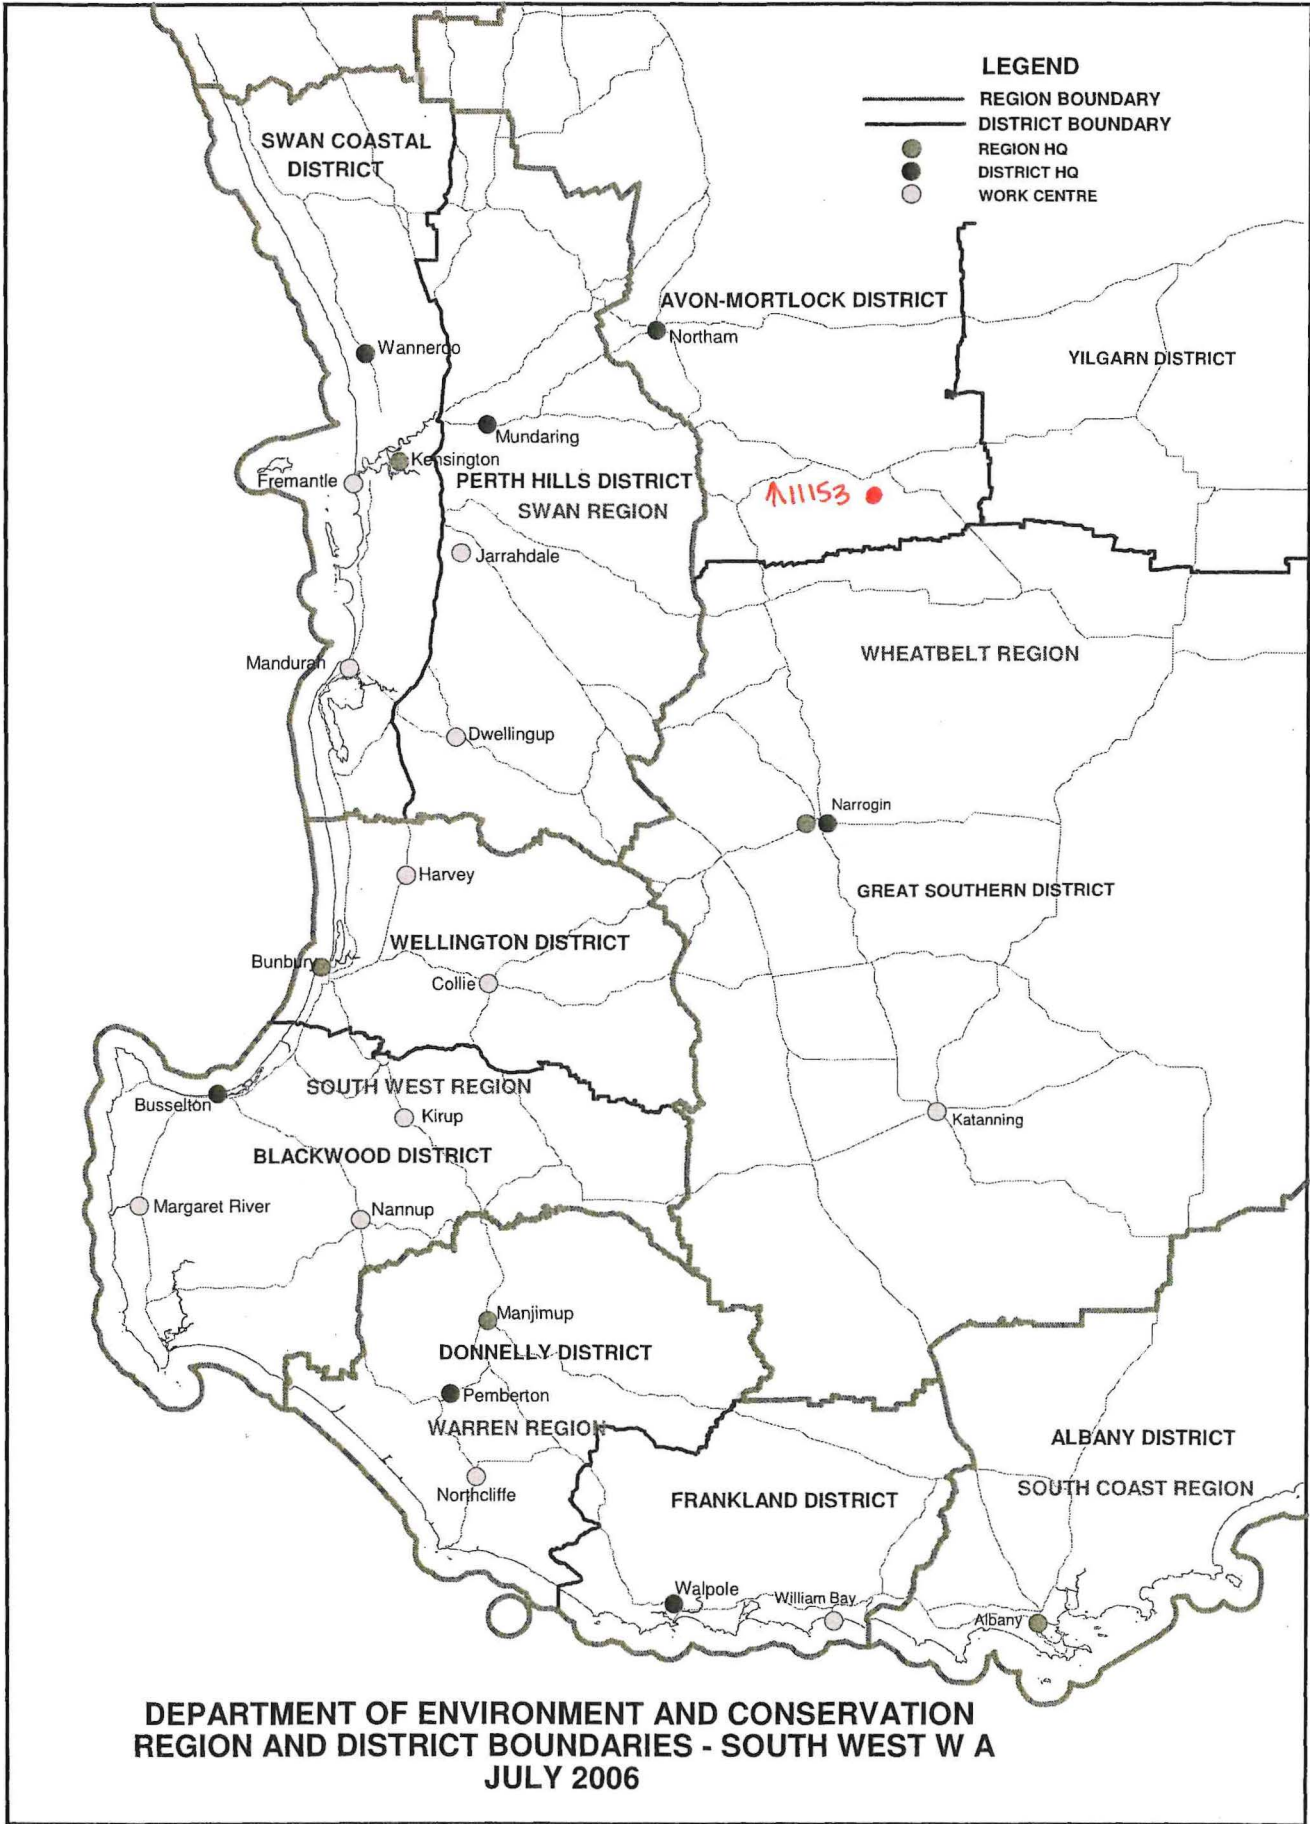 LEGEND
REGION BOUNDARY
DISTRICT BOUNDARY
REGION HQ
DISTRICT HQ
WORK CENTRE
SWAN COASTAL
DISTRICT
AVON-MORTLOCK DISTRICT
Northam
YILGARN DISTRICT
Wanneroo
Mundaring
Kensington
Fremantle
PERTH HILLS DISTRICT
SWAN REGION
11153
Jarrahdale
Mandurah
WHEATBELT REGION
Dwellingup
Narrogin
Harvey
GREAT SOUTHERN DISTRICT
WELLINGTON DISTRICT
Bunbury
Collie
SOUTH WEST REGION
Busselton
Kirup
Katanning
BLACKWOOD DISTRICT
Margaret River
Nannup
Manjimup
DONNELLY DISTRICT
Pemberton
WARREN REGION
ALBANY DISTRICT
SOUTH COAST REGION
Northcliffe
FRANKLAND DISTRICT
Walpole
William Bay
Albany
DEPARTMENT OF ENVIRONMENT AND CONSERVATION
REGION AND DISTRICT BOUNDARIES - SOUTH WEST W A
JULY 2006